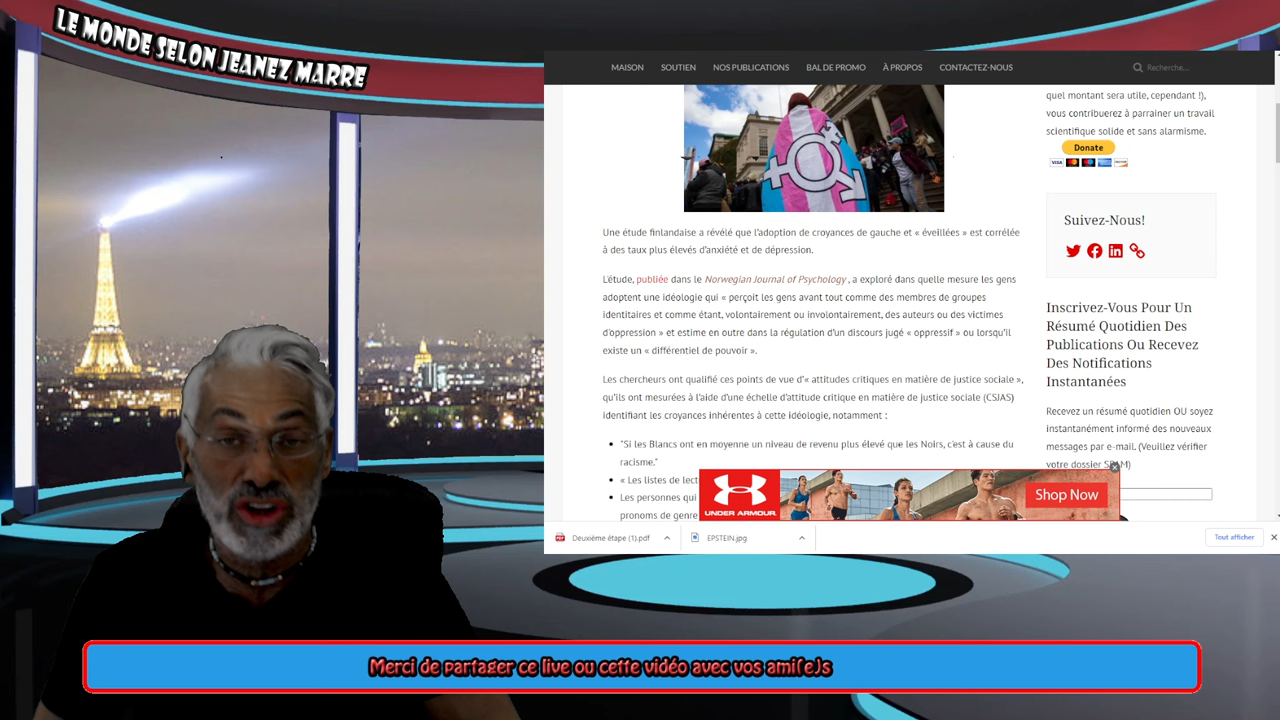 LE MONDE SELON JEANEZ MARRE
MAISON SOUTIEN NOS PUBLICATIONS BAL DE PROMO À PROPOS CONTACTEZ-NOUS Recherche...
Une étude finlandaise a révélé que l'adoption de croyances de gauche et « éveillées » est corrélée
à des taux plus élevés d'anxiété et de dépression.
L'étude, publiée dans le Norwegian Journal of Psychology , a exploré dans quelle mesure les gens
adoptent une idéologie qui « perçoit les gens avant tout comme des membres de groupes
identitaires et comme étant, volontairement ou involontairement, des auteurs ou des victimes
d'oppression » et estime en outre dans la régulation d'un discours jugé « oppressif » ou lorsqu'il
existe un « différentiel de pouvoir ».
Les chercheurs ont qualifié ces points de vue d'« attitudes critiques en matière de justice sociale »,
qu'ils ont mesurées à l'aide d'une échelle d'attitude critique en matière de justice sociale (CSJAS)
identifiant les croyances inhérentes à cette idéologie, notamment :
"Si les Blancs ont en moyenne un niveau de revenu plus élevé que les Noirs, c'est à cause du
racisme."
« Les listes de lect
Les personnes qui
pronoms de genre
quel montant sera utile, cependant !),
vous contribuerez à parrainer un travail
scientifique solide et sans alarmisme.
Donate
VISA
Suivez-Nous!
Inscrivez-Vous Pour Un
Résumé Quotidien Des
Publications Ou Recevez
Des Notifications
Instantanées
Recevez un résumé quotidien OU soyez
instantanément informé des nouveaux
messages par e-mail. (Veuillez vérifier
votre dossier SPAM)
UNDER ARMOUR.
Shop Now
Deuxième étape (1).pdf
EPSTEIN.jpg
Tout afficher
Merci de partager ce live ou cette vidéo avec vos ami(e)s